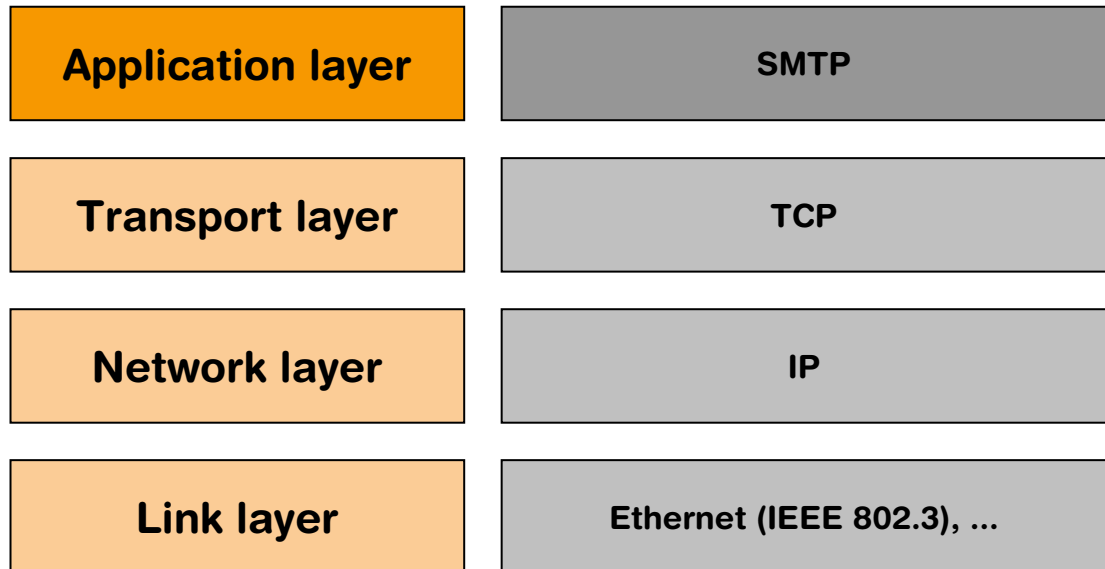 Application layer
SMTP
Transport layer
TCP
Network layer
IP
Link layer
Ethernet (IEEE 802.3), ...